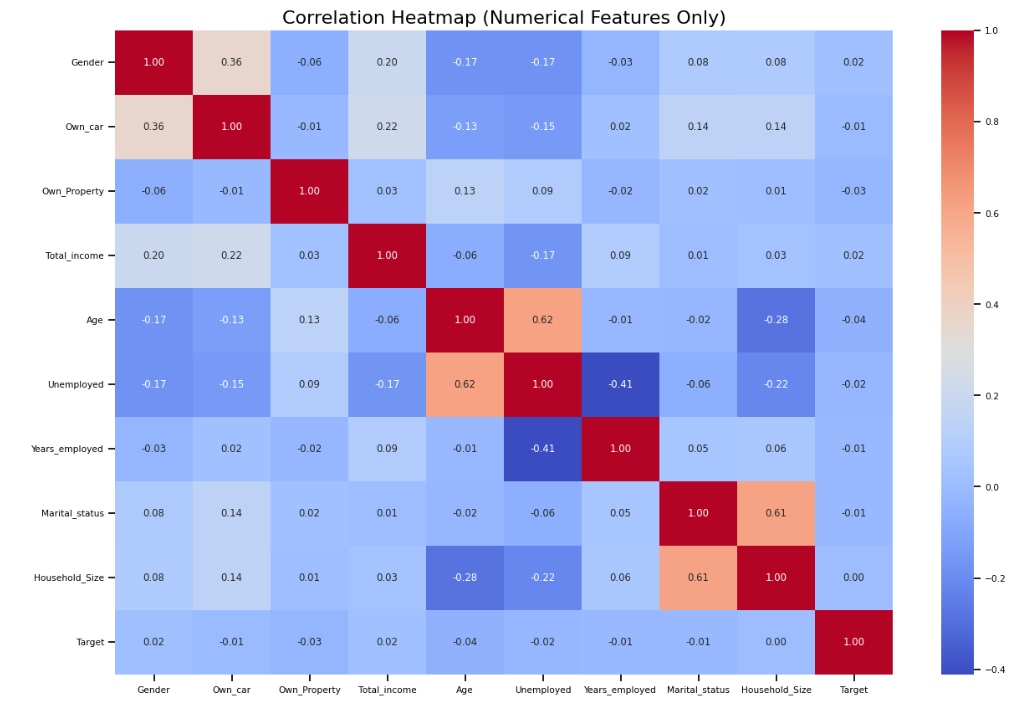 Correlation Heatmap (Numerical Features Only)
Gender 1.00 0.36 -0.06 0.20 -0.17 -0.17 -0.03 0.08 0.08 0.02
Own_car 0.36 1.00 -0.01 0.22 -0.13 -0.15 0.02 0.14 0.14 -0.01
Own_Property -0.06 -0.01 1.00 0.03 0.13 0.09 -0.02 0.02 0.01 -0.03
Total_income 0.20 0.22 0.03 1.00 -0.06 -0.17 0.09 0.01 0.03 0.02
Age -0.17 -0.13 0.13 -0.06 1.00 0.62 -0.01 -0.02 -0.28 -0.04
Unemployed -0.17 -0.15 0.09 -0.17 0.62 1.00 -0.41 -0.06 -0.22 -0.02
Years_employed -0.03 0.02 -0.02 0.09 -0.01 -0.41 1.00 0.05 0.06 -0.01
Marital_status 0.08 0.14 0.02 0.01 -0.02 -0.06 0.05 1.00 0.61 -0.01
Household_Size 0.08 0.14 0.01 0.03 -0.28 -0.22 0.06 0.61 1.00 0.00
Target 0.02 -0.01 -0.03 0.02 -0.04 -0.02 -0.01 -0.01 0.00 1.00
Gender Own_car Own_Property Total_income Age Unemployed Years_employed Marital_status Household_Size Target
1.0
0.8
0.6
0.4
0.2
0.0
−0.2
−0.4